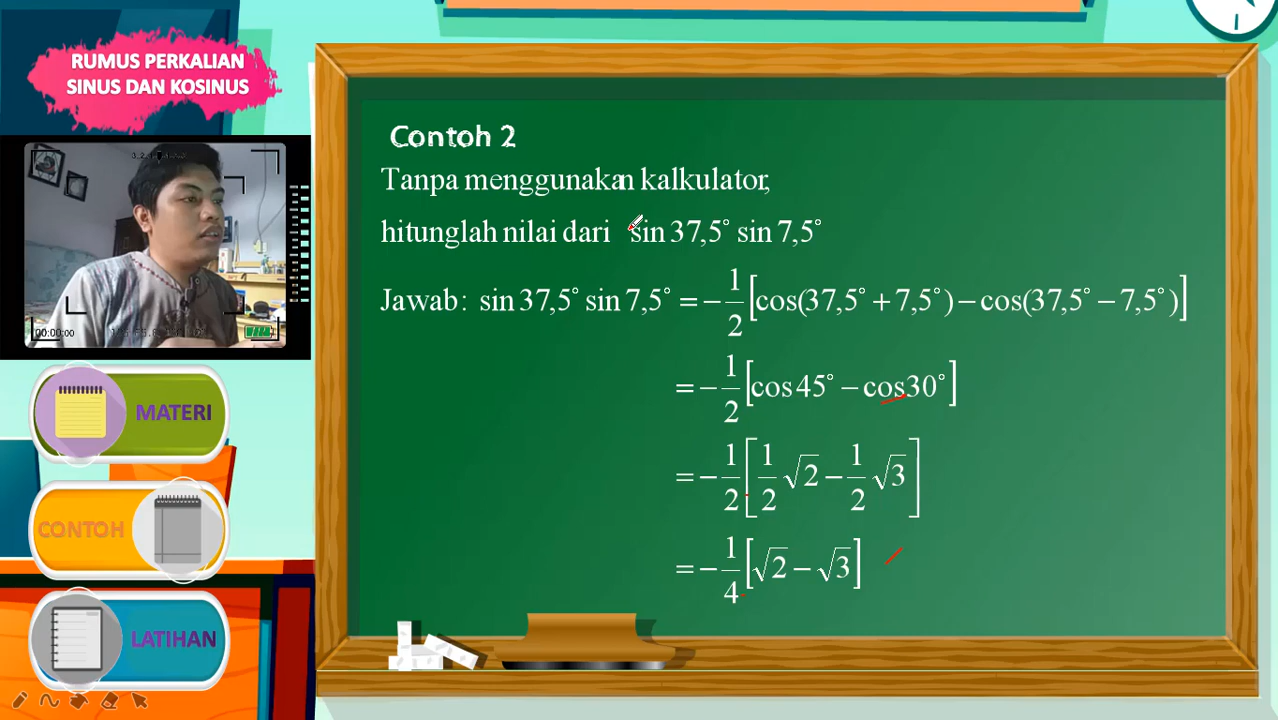 RUMUS PERKALIAN
SINUS DAN KOSINUS
00:00:00
MATERI
CONTOH
LATIHAN
Contoh 2
Tanpa menggunakan kalkulator,
hitunglah nilai dari sin 37,5° sin 7,5°
Jawab: sin 37,5° sin 7,5° = −1/2 [cos(37,5° + 7,5°) − cos(37,5° − 7,5°)]
= −1/2 [cos 45° − cos 30°]
= −1/2 [1/2 √2 − 1/2 √3]
= −1/4 [√2 − √3]